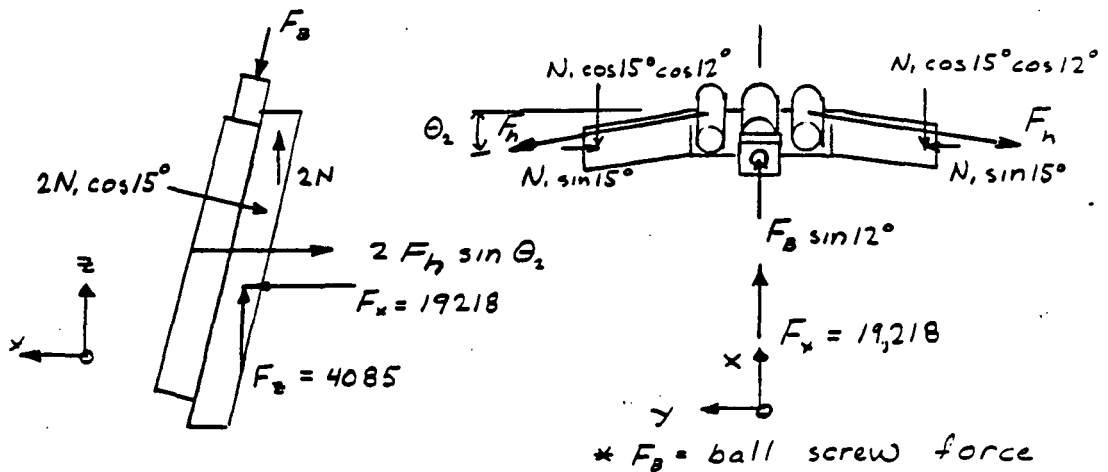 F_B
2N, cos15°
2N
2 F_h sin θ_2
F_x = 19218
F_z = 4085
z
x
N, cos15° cos12°
N, cos15° cos12°
θ_2
F_h
F_h
N, sin15°
N, sin15°
F_B sin12°
F_x = 19,218
x
y
* F_B = ball screw force